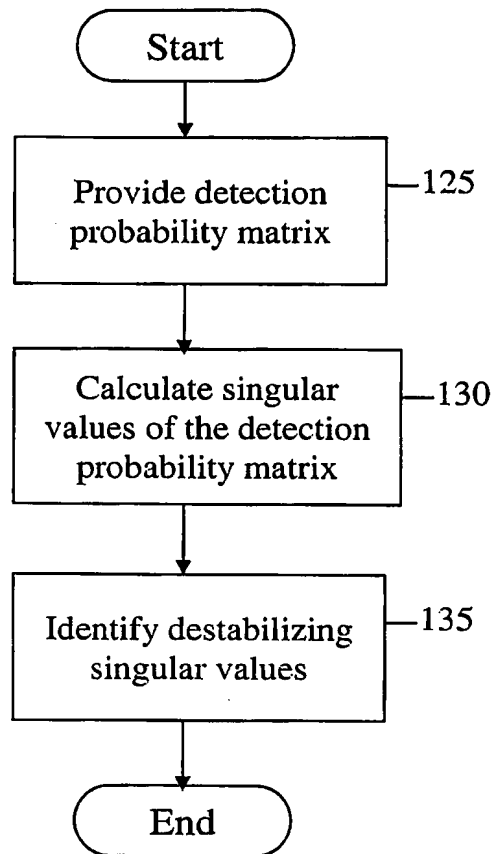 Start
Provide detection
probability matrix
125
Calculate singular
values of the detection
probability matrix
130
Identify destabilizing
singular values
135
End